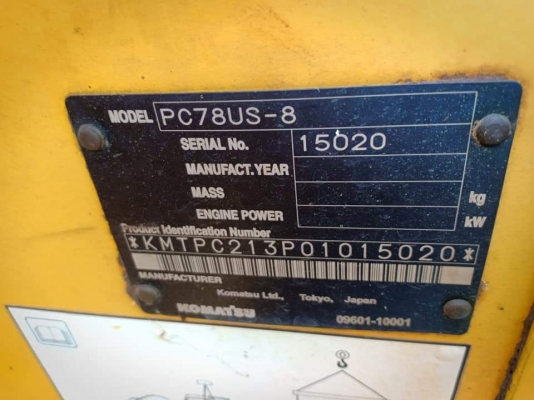 MODEL PC78US-8
SERIAL No. 15020
MANUFACT.YEAR
MASS kg
ENGINE POWER kW
Product Identification Number
*KMTPC213P01015020*
MANUFACTURER
Komatsu Ltd., Tokyo, Japan
KOMATSU 09601-10001